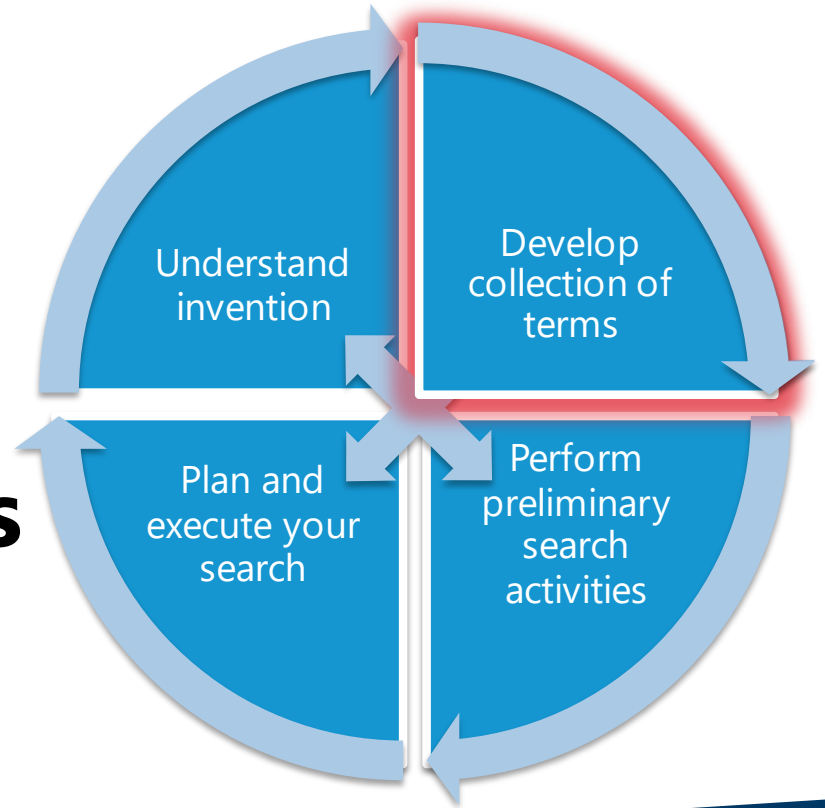 Understand
invention
Develop
collection of
terms
s
Plan and
execute your
search
Perform
preliminary
search
activities